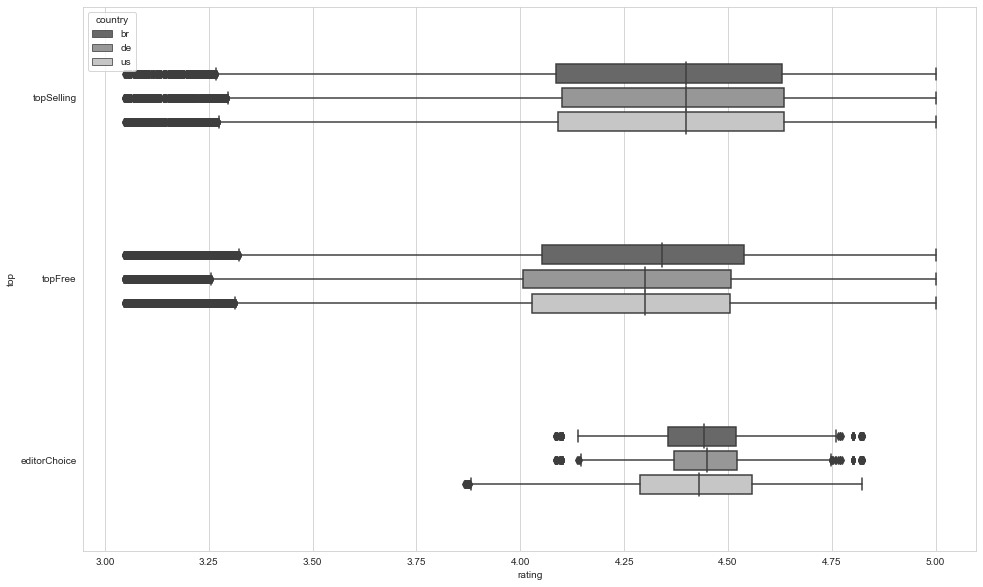 country
br
de
us
topSelling
topFree
editorChoice
top
3.00 3.25 3.50 3.75 4.00 4.25 4.50 4.75 5.00
rating